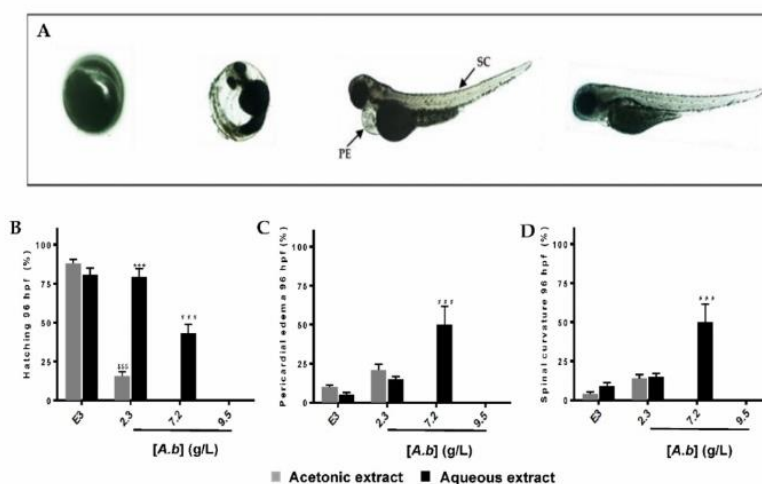 A
SC
PE
B
C
D
Hatching 96 hpf (%)
100
75
50
25
0
$$$
***
E3
2.3
7.2
9.5
[A.b] (g/L)
Pericardial edema 96 hpf (%)
100
75
50
25
0
E3
2.3
7.2
9.5
[A.b] (g/L)
Spinal curvature 96 hpf (%)
100
75
50
25
0
E3
2.3
7.2
9.5
[A.b] (g/L)
Acetonic extract Aqueous extract